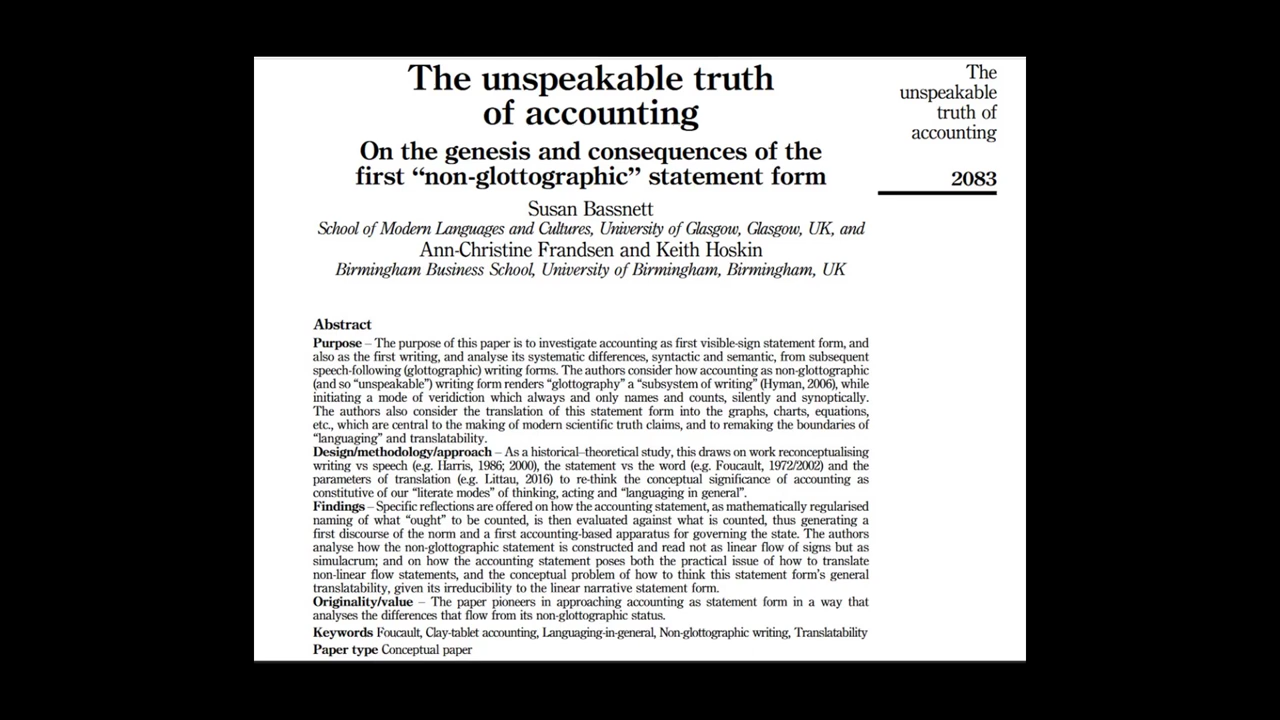 The unspeakable truth
of accounting
On the genesis and consequences of the
first “non-glottographic” statement form
Susan Bassnett
School of Modern Languages and Cultures, University of Glasgow, Glasgow, UK, and
Ann-Christine Frandsen and Keith Hoskin
Birmingham Business School, University of Birmingham, Birmingham, UK
The
unspeakable
truth of
accounting
2083
Abstract
Purpose – The purpose of this paper is to investigate accounting as first visible-sign statement form, and
also as the first writing, and analyse its systematic differences, syntactic and semantic, from subsequent
speech-following (glottographic) writing forms. The authors consider how accounting as non-glottographic
(and so “unspeakable”) writing form renders “glottography” a “subsystem of writing” (Hyman, 2006), while
initiating a mode of veridiction which always and only names and counts, silently and synoptically.
The authors also consider the translation of this statement form into the graphs, charts, equations,
etc., which are central to the making of modern scientific truth claims, and to remaking the boundaries of
“languaging” and translatability.
Design/methodology/approach – As a historical–theoretical study, this draws on work reconceptualising
writing vs speech (e.g. Harris, 1986; 2000), the statement vs the word (e.g. Foucault, 1972/2002) and the
parameters of translation (e.g. Littau, 2016) to re-think the conceptual significance of accounting as
constitutive of our “literate modes” of thinking, acting and “languaging in general”.
Findings – Specific reflections are offered on how the accounting statement, as mathematically regularised
naming of what “ought” to be counted, is then evaluated against what is counted, thus generating a
first discourse of the norm and a first accounting-based apparatus for governing the state. The authors
analyse how the non-glottographic statement is constructed and read not as linear flow of signs but as
simulacrum; and on how the accounting statement poses both the practical issue of how to translate
non-linear flow statements, and the conceptual problem of how to think this statement form’s general
translatability, given its irreducibility to the linear narrative statement form.
Originality/value – The paper pioneers in approaching accounting as statement form in a way that
analyses the differences that flow from its non-glottographic status.
Keywords Foucault, Clay-tablet accounting, Languaging-in-general, Non-glottographic writing, Translatability
Paper type Conceptual paper